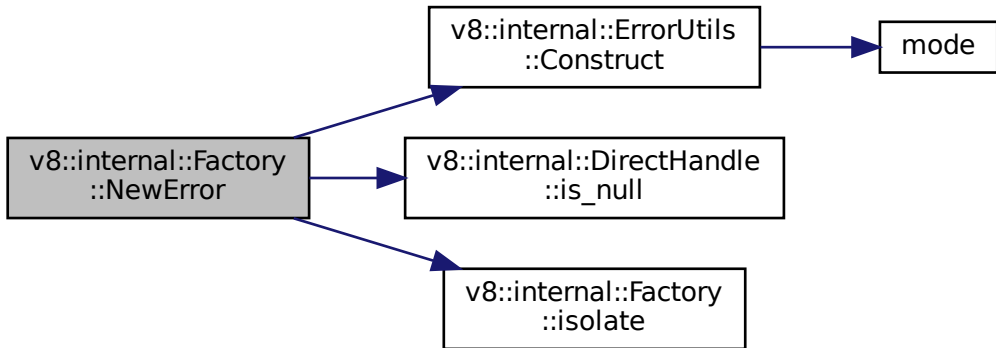 v8::internal::Factory
::NewError
v8::internal::ErrorUtils
::Construct
mode
v8::internal::DirectHandle
::is_null
v8::internal::Factory
::isolate